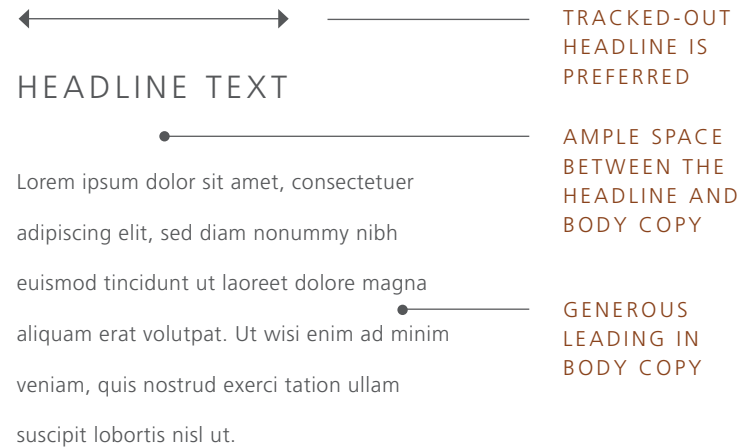 TRACKED-OUT
HEADLINE IS
PREFERRED
HEADLINE TEXT
AMPLE SPACE
BETWEEN THE
HEADLINE AND
BODY COPY
Lorem ipsum dolor sit amet, consectetuer
adipiscing elit, sed diam nonummy nibh
euismod tincidunt ut laoreet dolore magna
aliquam erat volutpat. Ut wisi enim ad minim
veniam, quis nostrud exerci tation ullam
suscipit lobortis nisl ut.
GENEROUS
LEADING IN
BODY COPY